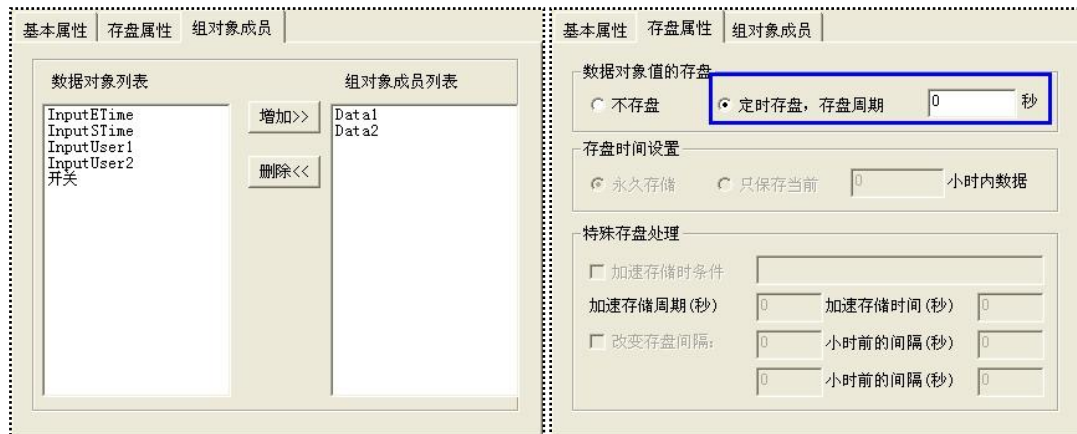 基本属性 存盘属性 组对象成员
数据对象列表
组对象成员列表
InputETime
InputSTime
InputUser1
InputUser2
开关
增加>>
删除<<
Data1
Data2
基本属性 存盘属性 组对象成员
数据对象值的存盘
不存盘 定时存盘，存盘周期 0 秒
存盘时间设置
永久存储 只保存当前 0 小时内数据
特殊存盘处理
加速存储时条件
加速存储周期(秒) 0 加速存储时间(秒) 0
改变存盘间隔: 0 小时前的间隔(秒) 0
0 小时前的间隔(秒) 0